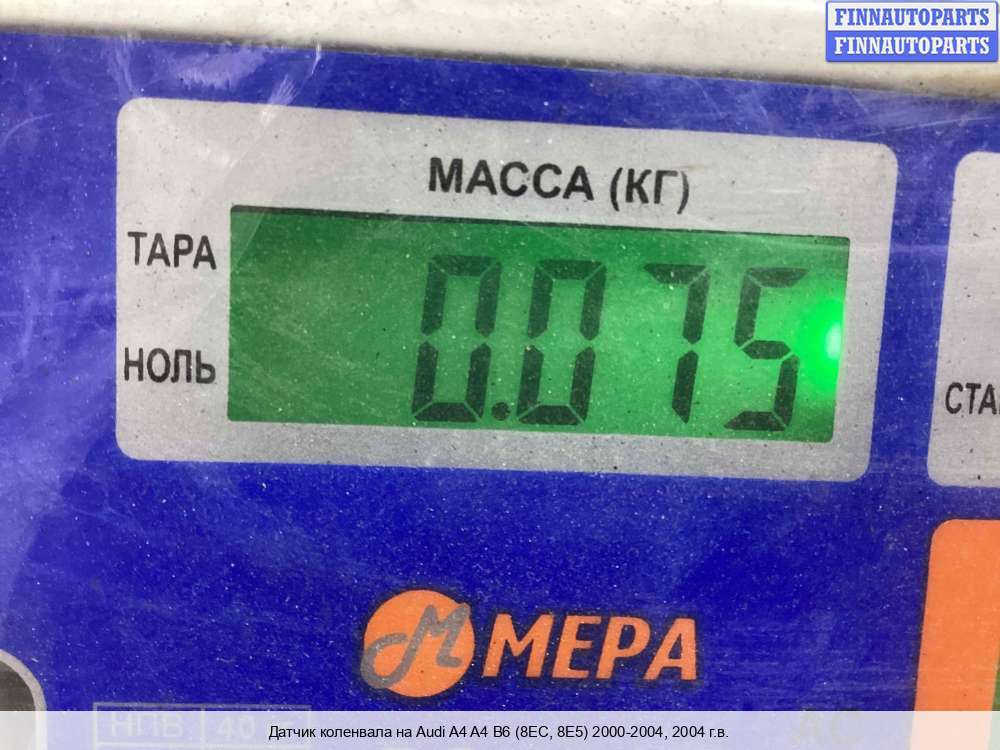 FINNAUTOPARTS
FINNAUTOPARTS
МАССА (КГ)
ТАРА
0.075
НОЛЬ
СТА
М МЕРА
НПВ 40
Датчик коленвала на Audi A4 A4 B6 (8EC, 8E5) 2000-2004, 2004 г.в.